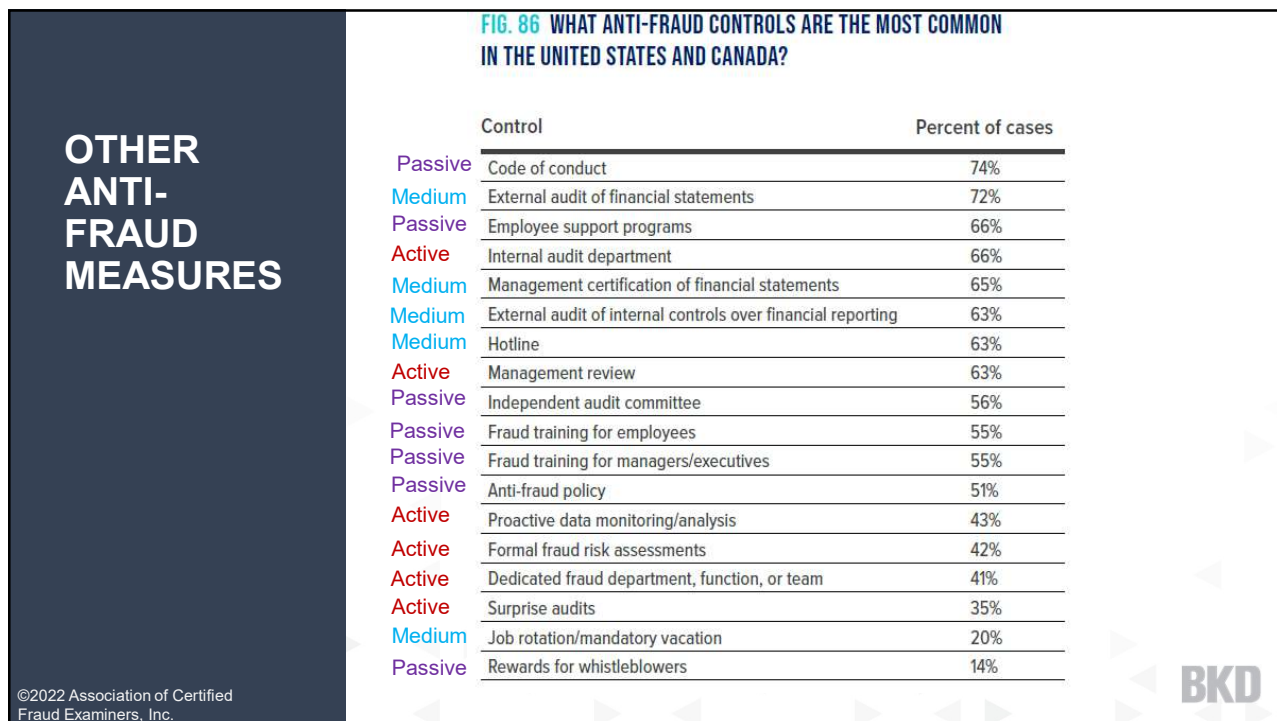 OTHER
ANTI-
FRAUD
MEASURES
©2022 Association of Certified
Fraud Examiners, Inc.
FIG. 86 WHAT ANTI-FRAUD CONTROLS ARE THE MOST COMMON
IN THE UNITED STATES AND CANADA?
Control Percent of cases
Passive Code of conduct 74%
Medium External audit of financial statements 72%
Passive Employee support programs 66%
Active Internal audit department 66%
Medium Management certification of financial statements 65%
Medium External audit of internal controls over financial reporting 63%
Medium Hotline 63%
Active Management review 63%
Passive Independent audit committee 56%
Passive Fraud training for employees 55%
Passive Fraud training for managers/executives 55%
Passive Anti-fraud policy 51%
Active Proactive data monitoring/analysis 43%
Active Formal fraud risk assessments 42%
Active Dedicated fraud department, function, or team 41%
Active Surprise audits 35%
Medium Job rotation/mandatory vacation 20%
Passive Rewards for whistleblowers 14%
BKD